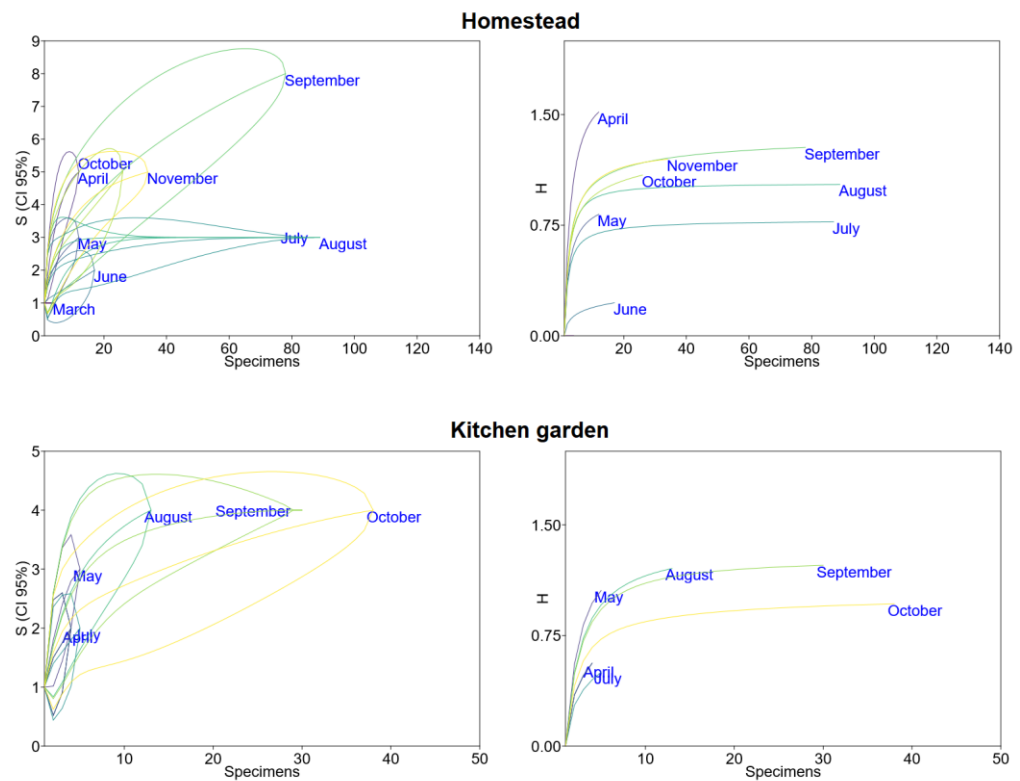 Homestead
9
8
7
6
5
4
3
2
1
0
S (CI 95%)
September
October
April
November
May
July
August
June
March
20 40 60 80 100 120 140
Specimens
1.50
0.75
0.00
H
April
September
November
October
August
May
July
June
20 40 60 80 100 120 140
Specimens
Kitchen garden
5
4
3
2
1
0
S (CI 95%)
August
September
October
May
April
July
10 20 30 40 50
Specimens
1.50
0.75
0.00
H
August
September
May
October
April
July
10 20 30 40 50
Specimens